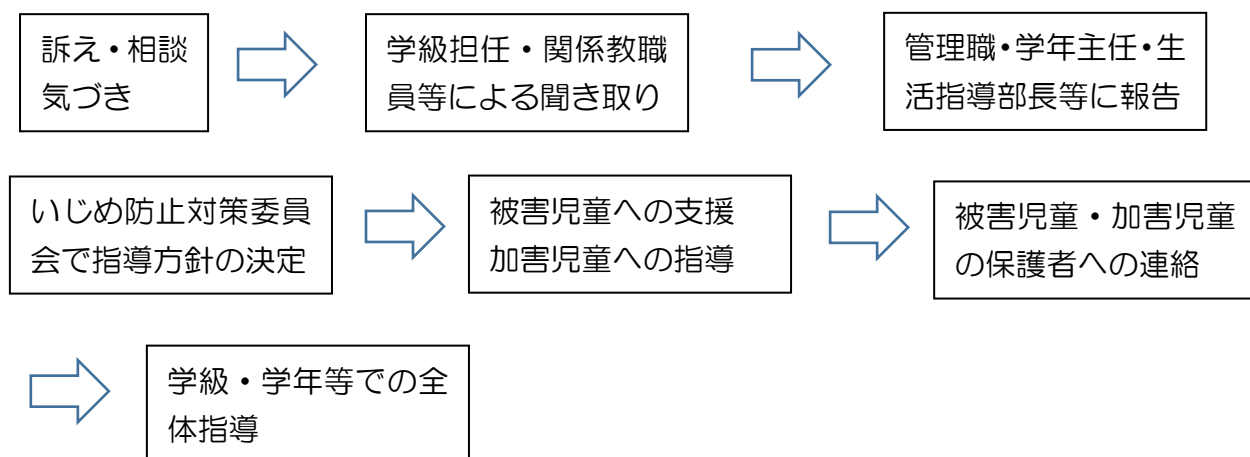 訴え・相談
気づき
学級担任・関係教職
員等による聞き取り
管理職・学年主任・生
活指導部長等に報告
いじめ防止対策委員
会で指導方針の決定
被害児童への支援
加害児童への指導
被害児童・加害児童
の保護者への連絡
学級・学年等での全
体指導